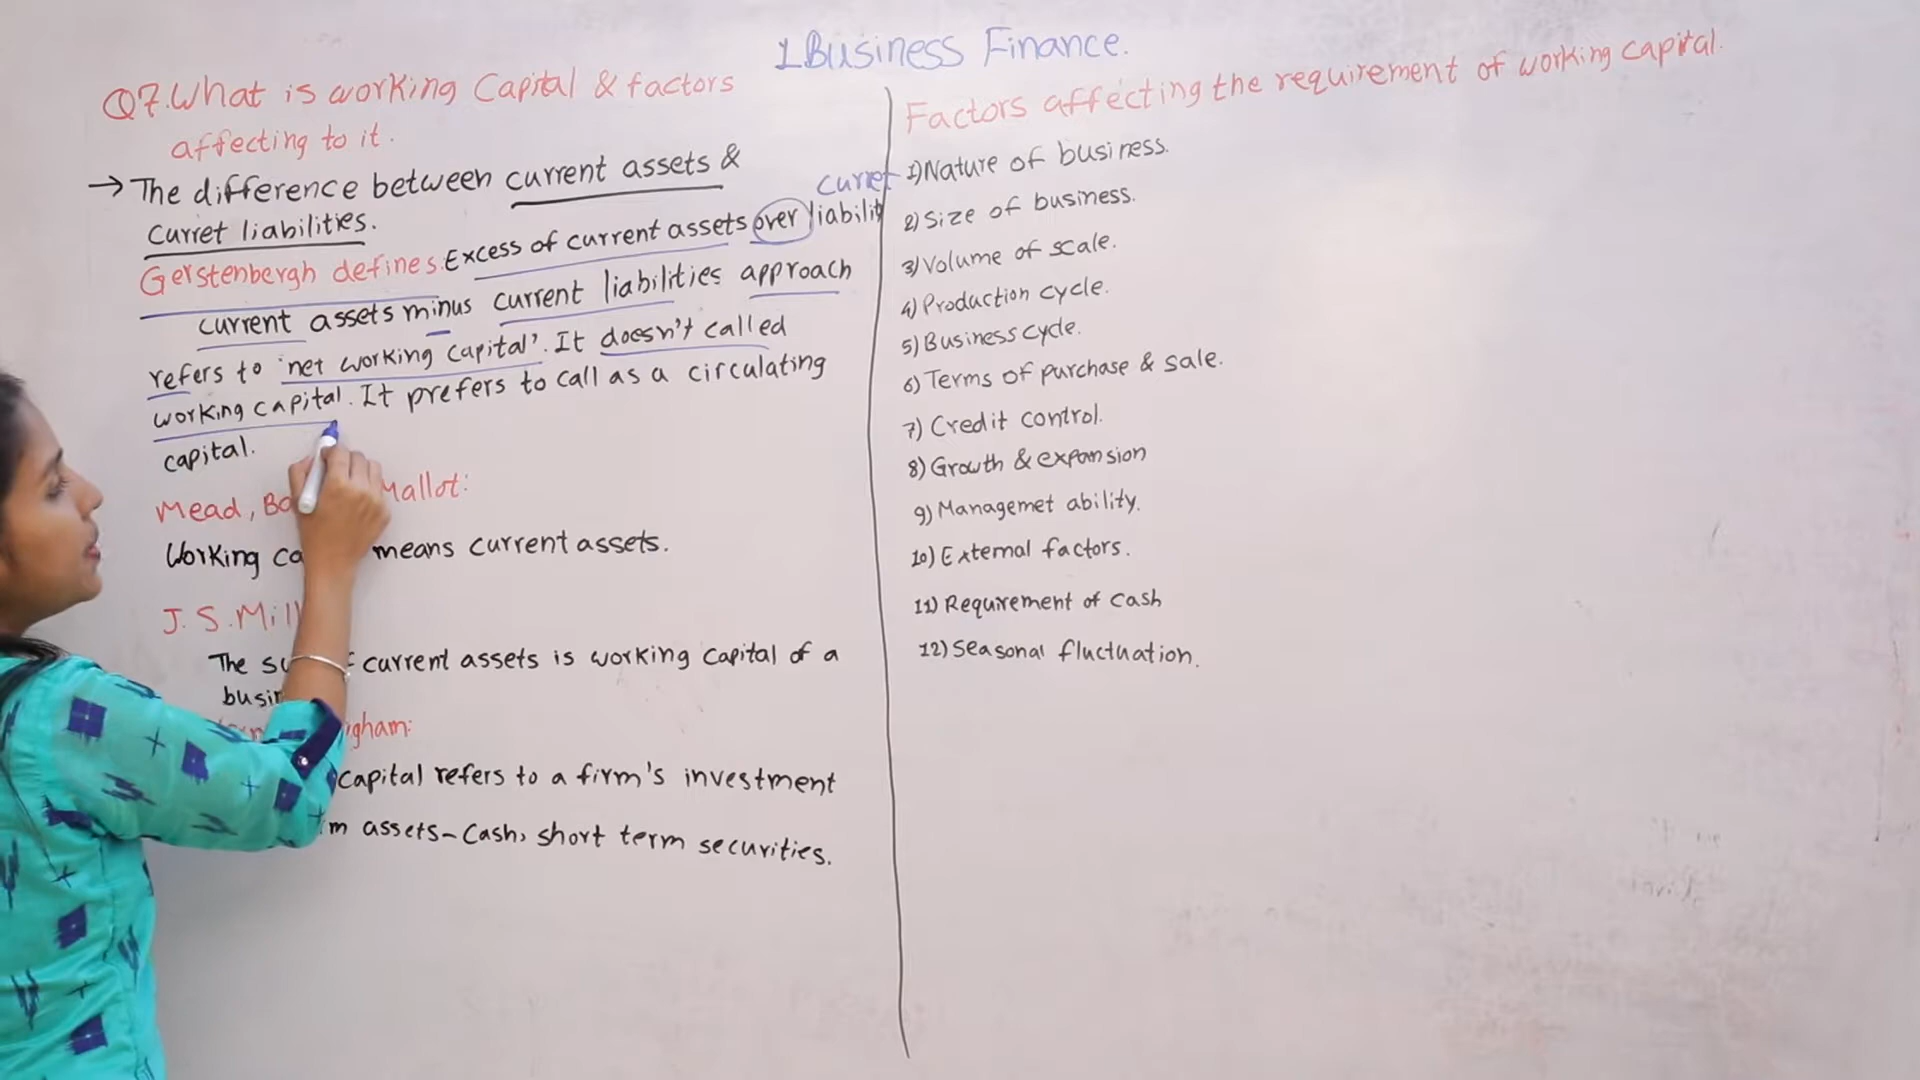 1 Business Finance.
Q7. What is working Capital & factors
affecting to it.
→ The difference between current assets &
curret liabilities.
Gerstenbergh defines: Excess of current assets over curret liabilit
current assets minus current liabilities approach
refers to 'net working capital'. It doesn't called
working capital. It prefers to call as a circulating
capital.
Mead, Mallot:
Working means current assets.
J. S. Mill
The current assets is working capital of a
capital refers to a firm's investment
assets - Cash, short term securities.
Factors affecting the requirement of working capital.
1) Nature of business.
2) Size of business.
3) Volume of scale.
4) Production cycle.
5) Business cycle.
6) Terms of purchase & sale.
7) Credit control.
8) Growth & expansion
9) Managemet ability.
10) External factors.
11) Requirement of cash
12) Seasonal fluctuation.